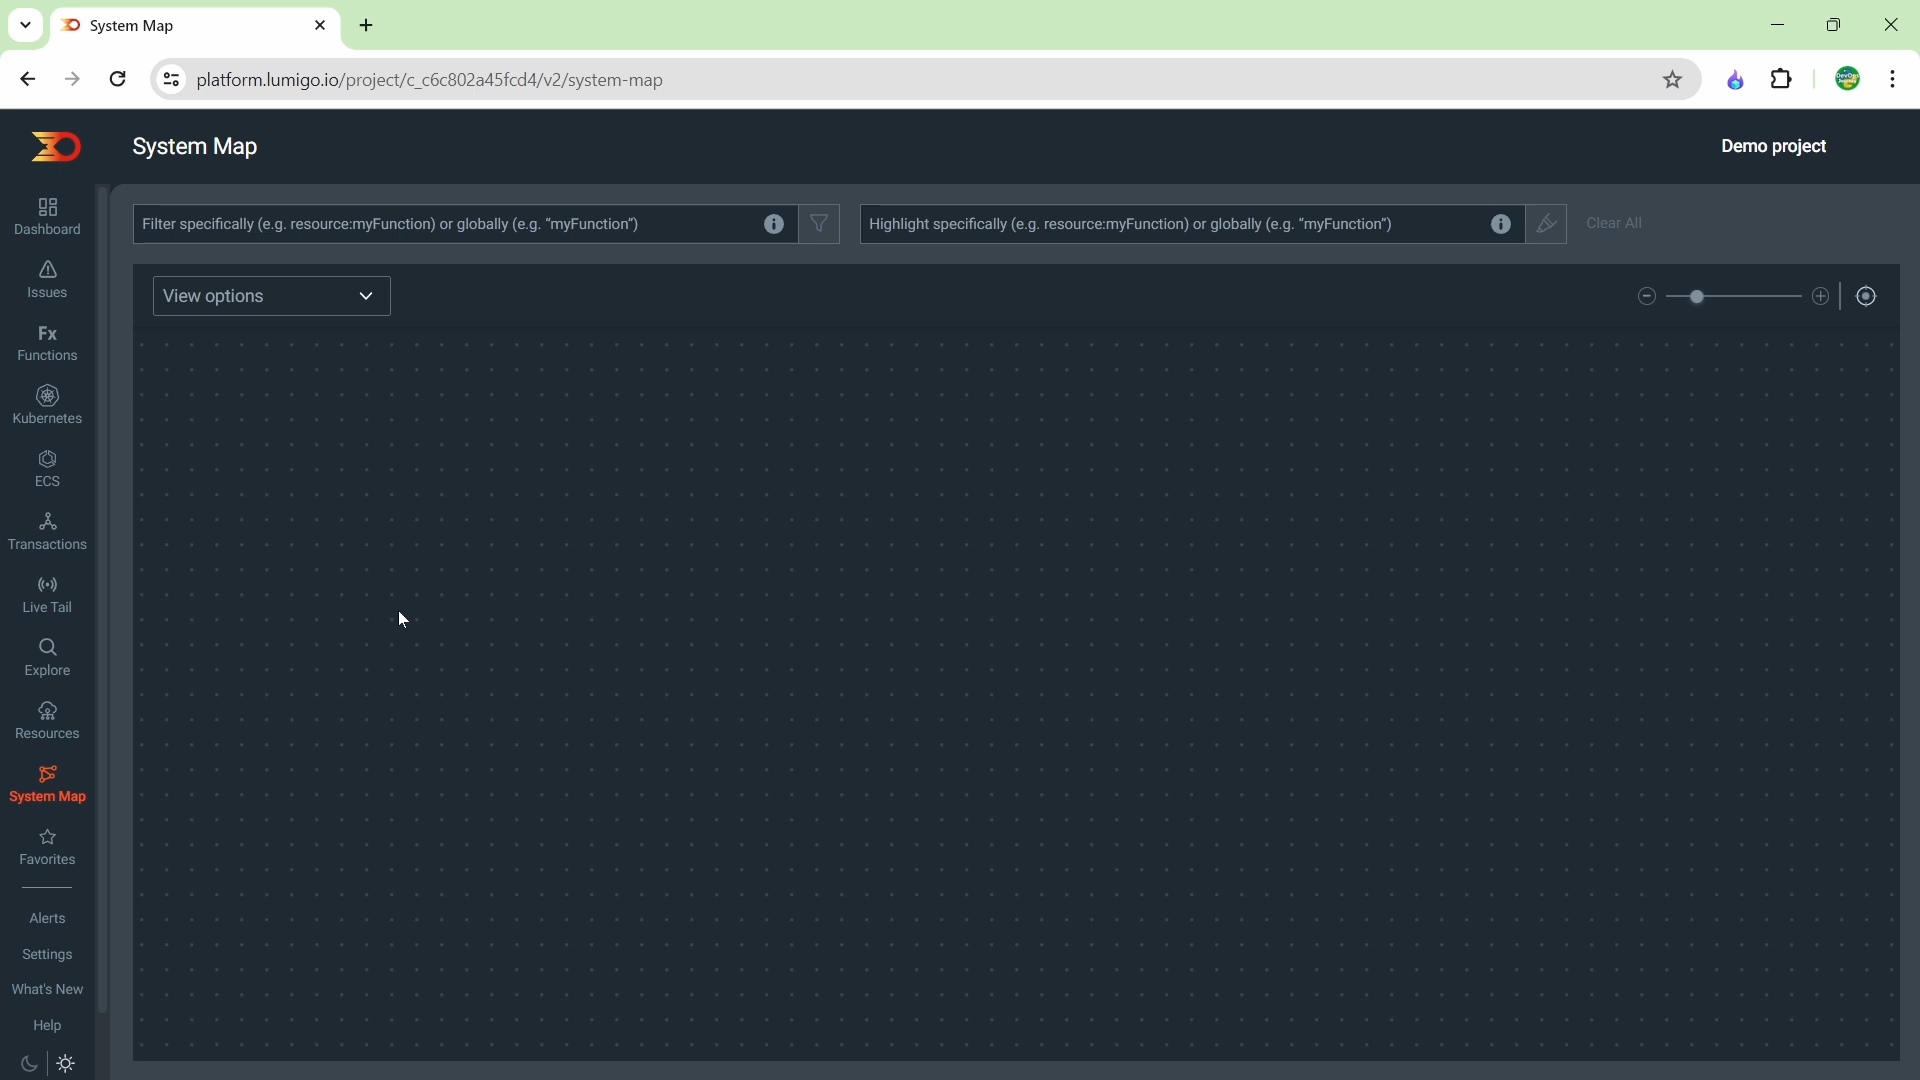 System Map
platform.lumigo.io/project/c_c6c802a45fcd4/v2/system-map
System Map
Demo project
Filter specifically (e.g. resource:myFunction) or globally (e.g. “myFunction”)
Highlight specifically (e.g. resource:myFunction) or globally (e.g. “myFunction”)
Clear All
View options
Dashboard
Issues
Fx
Functions
Kubernetes
ECS
Transactions
Live Tail
Explore
Resources
System Map
Favorites
Alerts
Settings
What's New
Help